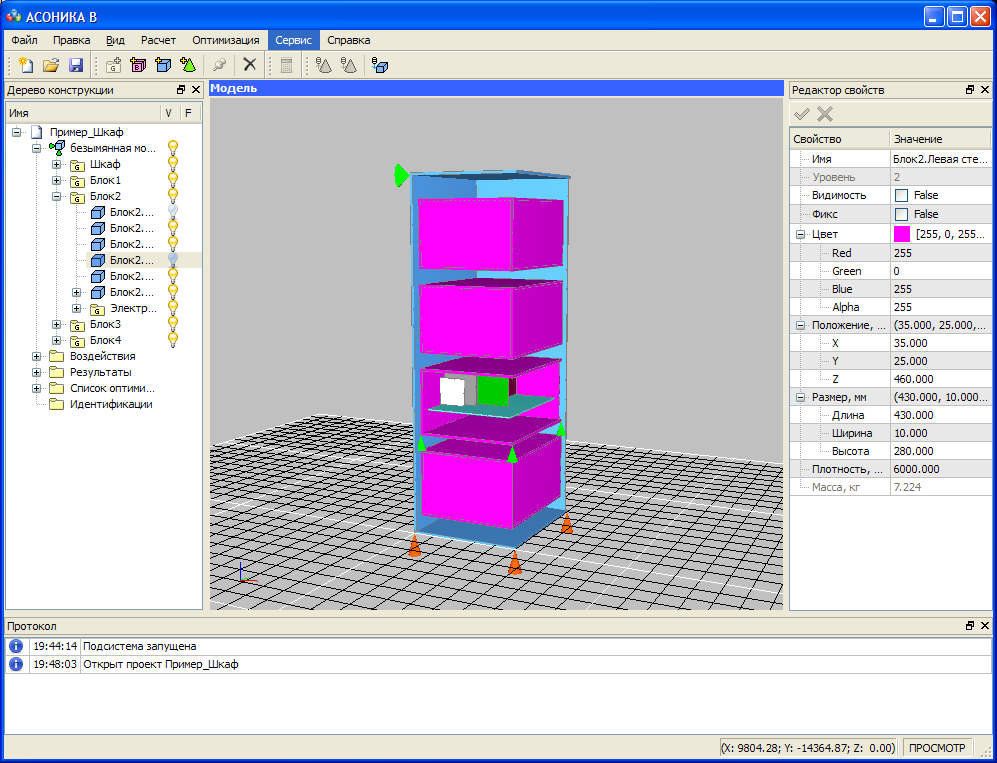 АСОНИКА В
Файл Правка Вид Расчет Оптимизация Сервис Справка
Дерево конструкции
Имя V F
Пример_Шкаф
безымянная мо...
Шкаф
Блок1
Блок2
Блок2....
Блок2....
Блок2....
Блок2....
Блок2....
Блок2....
Электр...
Блок3
Блок4
Воздействия
Результаты
Список оптими...
Идентификации
Модель
Редактор свойств
Свойство Значение
Имя Блок2.Левая сте...
Уровень 2
Видимость False
Фикс False
Цвет [255, 0, 255...
Red 255
Green 0
Blue 255
Alpha 255
Положение, ... (35.000, 25.000,...
X 35.000
Y 25.000
Z 460.000
Размер, мм (430.000, 10.000...
Длина 430.000
Ширина 10.000
Высота 280.000
Плотность, ... 6000.000
Масса, кг 7.224
Протокол
19:44:14 Подсистема запущена
19:48:03 Открыт проект Пример_Шкаф
(X: 9804.28; Y: -14364.87; Z: 0.00) ПРОСМОТР